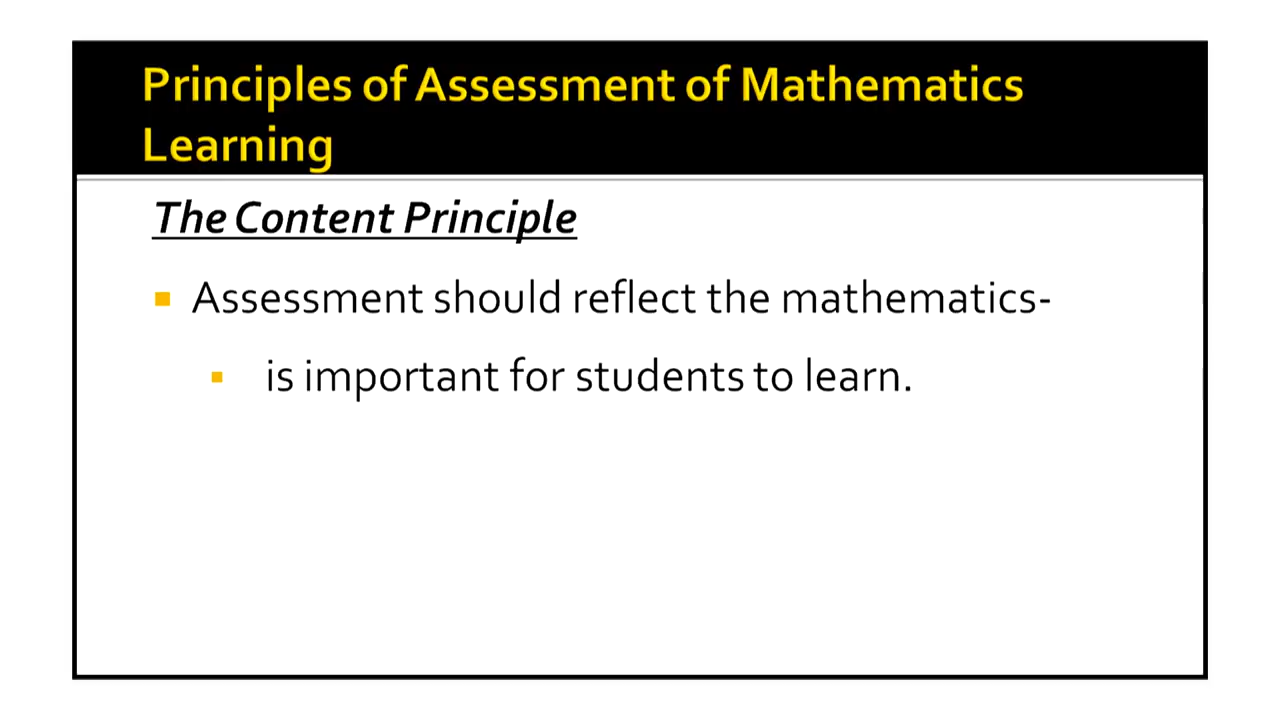 Principles of Assessment of Mathematics
Learning
The Content Principle
Assessment should reflect the mathematics-
is important for students to learn.